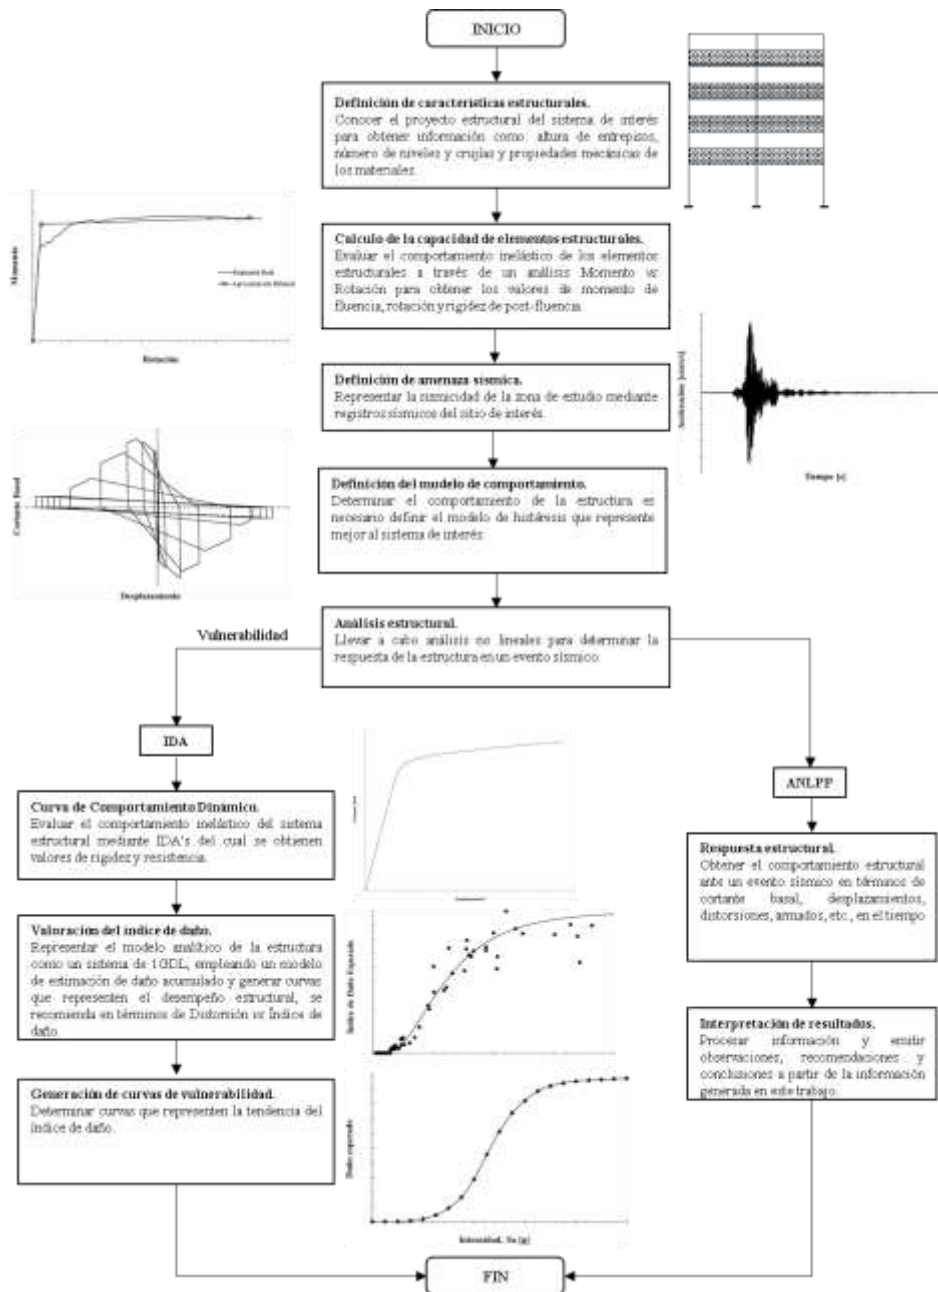 INICIO
Definición de características estructurales.
Conocer el proyecto estructural del sistema de interés
para obtener información como: altura de entrepisos,
número de niveles y crujías y propiedades mecánicas de
los materiales.
Momento
Rotación
Calculo de la capacidad de elementos estructurales.
Evaluar el comportamiento inelástico de los elementos
estructurales a través de un análisis Momento vs
Rotación para obtener los valores de momento de
fluencia, rotación y rigidez de post-fluencia.
Definición de amenaza sísmica.
Representar la sismicidad de la zona de estudio mediante
registros sísmicos del sitio de interés.
Tiempo [s]
Cortante Basal
Desplazamiento
Definición del modelo de comportamiento.
Determinar el comportamiento de la estructura es
necesario definir el modelo de histéresis que represente
mejor al sistema de interés.
Análisis estructural.
Llevar a cabo análisis no lineales para determinar la
respuesta de la estructura en un evento sísmico.
Vulnerabilidad
IDA
ANLPP
Curva de Comportamiento Dinámico.
Evaluar el comportamiento inelástico del sistema
estructural mediante IDA's del cual se obtienen
valores de rigidez y resistencia.
Respuesta estructural.
Obtener el comportamiento estructural
ante un evento sísmico en términos de
cortante basal, desplazamientos,
distorsiones, armados, etc., en el tiempo
Valoración del índice de daño.
Representar el modelo analítico de la estructura
como un sistema de 1GDL, empleando un modelo
de estimación de daño acumulado y generar curvas
que representen el desempeño estructural, se
recomienda en términos de Distorsión vs Índice de
daño.
Índice de Daño Esperado
Interpretación de resultados.
Procesar información y emitir
observaciones, recomendaciones y
conclusiones a partir de la información
generada en este trabajo.
Generación de curvas de vulnerabilidad.
Determinar curvas que representen la tendencia del
índice de daño.
Daño esperado
Intensidad, Sa [g]
FIN